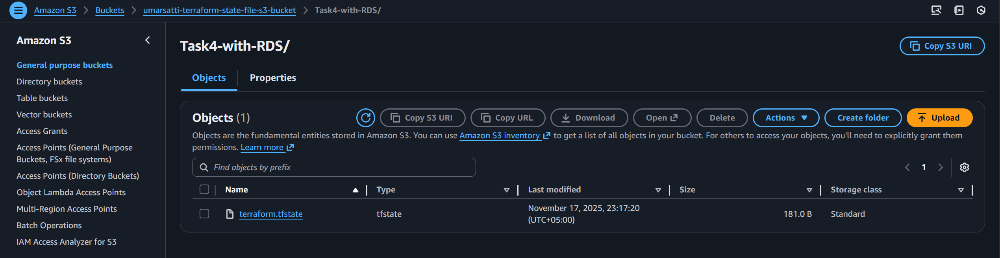 Amazon S3 > Buckets > umarsatti-terraform-state-file-s3-bucket > Task4-with-RDS/
Amazon S3
General purpose buckets
Directory buckets
Table buckets
Vector buckets
Access Grants
Access Points (General Purpose
Buckets, FSx file systems)
Access Points (Directory Buckets)
Object Lambda Access Points
Multi-Region Access Points
Batch Operations
IAM Access Analyzer for S3
Task4-with-RDS/
Copy S3 URI
Objects Properties
Objects (1)
Copy S3 URI Copy URL Download Open Delete Actions Create folder Upload
Objects are the fundamental entities stored in Amazon S3. You can use Amazon S3 inventory to get a list of all objects in your bucket. For others to access your objects, you'll need to explicitly grant them
permissions. Learn more
Find objects by prefix
1
Name Type Last modified Size Storage class
terraform.tfstate tfstate November 17, 2025, 23:17:20 181.0 B Standard
(UTC+05:00)